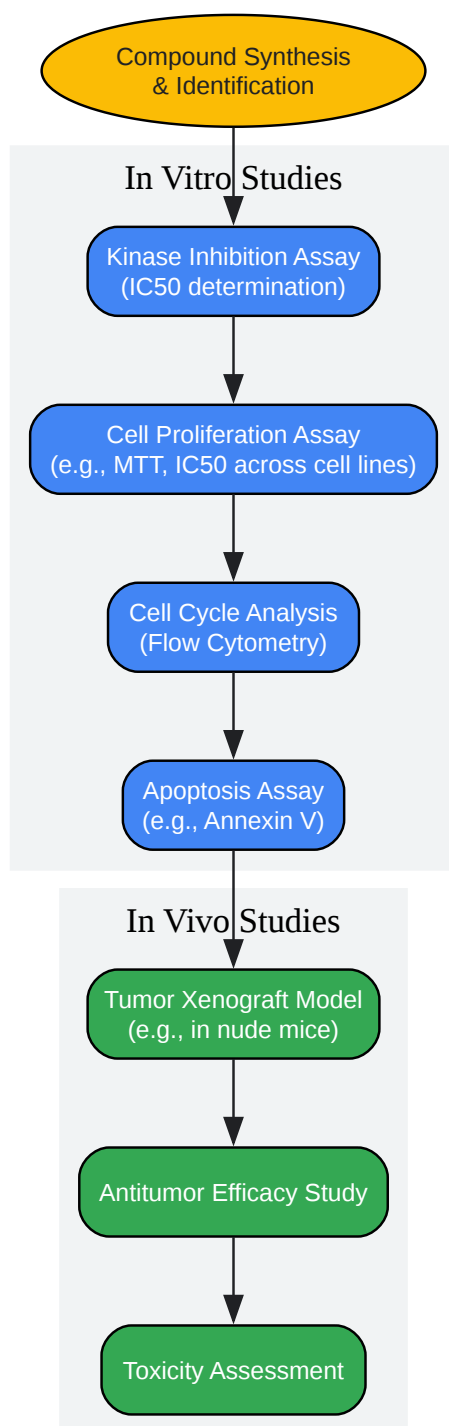 Compound Synthesis
& Identification
In Vitro Studies
Kinase Inhibition Assay
(IC50 determination)
Cell Proliferation Assay
(e.g., MTT, IC50 across cell lines)
Cell Cycle Analysis
(Flow Cytometry)
Apoptosis Assay
(e.g., Annexin V)
In Vivo Studies
Tumor Xenograft Model
(e.g., in nude mice)
Antitumor Efficacy Study
Toxicity Assessment